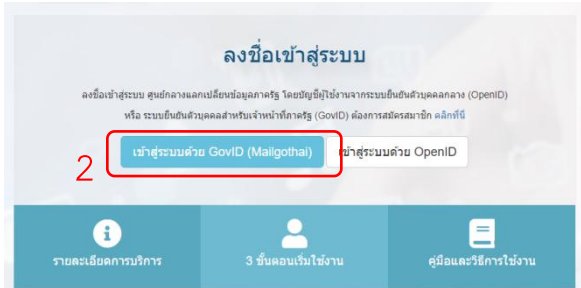 ลงชื่อเข้าสู่ระบบ
ลงชื่อเข้าสู่ระบบ ศูนย์กลางแลกเปลี่ยนข้อมูลภาครัฐ โดยบัญชีผู้ใช้งานจากระบบยืนยันตัวบุคคลกลาง (OpenID)
หรือ ระบบยืนยันตัวบุคคลสำหรับเจ้าหน้าที่ภาครัฐ (GovID) ต้องการสมัครสมาชิก คลิกที่นี่
2 เข้าสู่ระบบด้วย GovID (Mailgothai) เข้าสู่ระบบด้วย OpenID
รายละเอียดการบริการ 3 ขั้นตอนเริ่มใช้งาน คู่มือและวิธีการใช้งาน